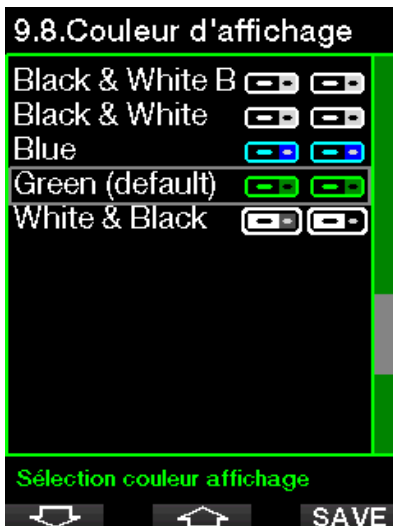 9.8.Couleur d'affichage
Black & White B
Black & White
Blue
Green (default)
White & Black
Sélection couleur affichage
SAVE